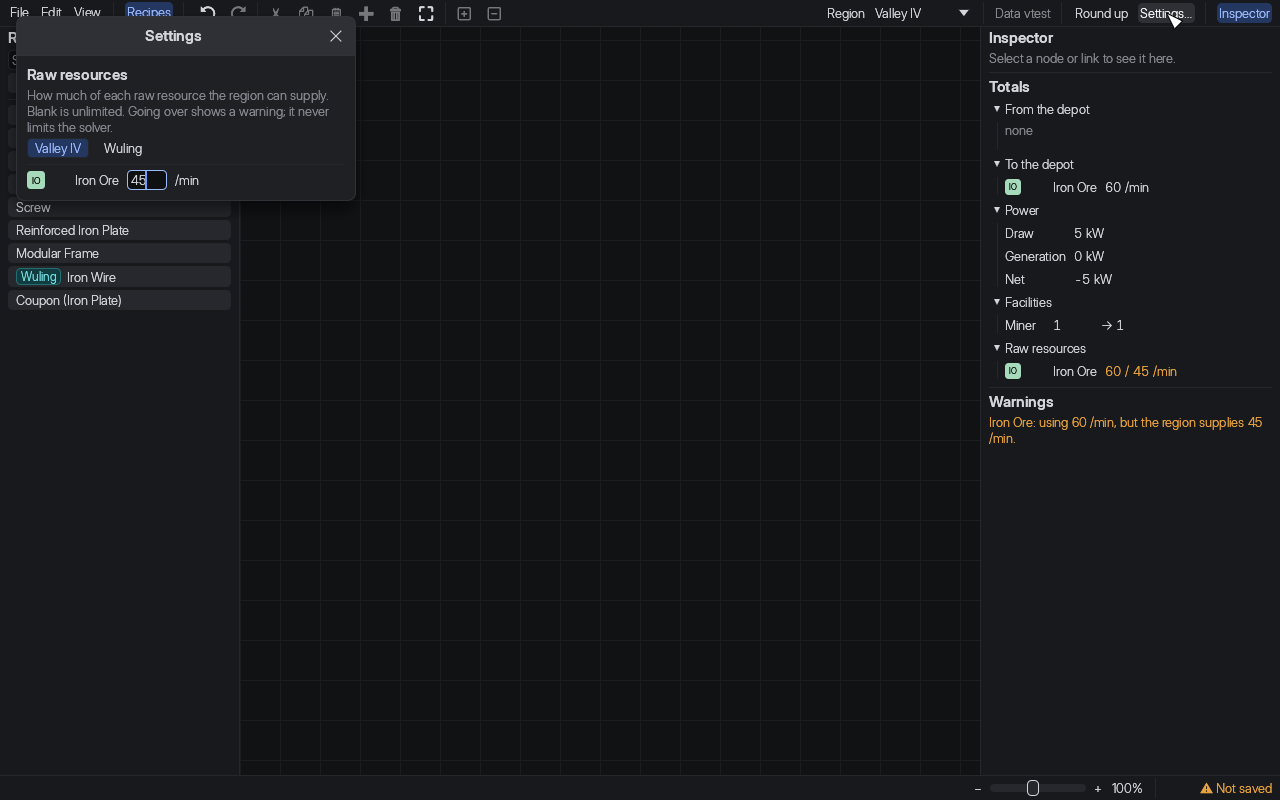 File Edit View Recipes Region Valley IV Data vtest Round up Settings... Inspector
Settings
Raw resources
How much of each raw resource the region can supply.
Blank is unlimited. Going over shows a warning; it never
limits the solver.
Valley IV Wuling
IO Iron Ore 45 /min
Screw
Reinforced Iron Plate
Modular Frame
Wuling Iron Wire
Coupon (Iron Plate)
Inspector
Select a node or link to see it here.
Totals
From the depot
none
To the depot
IO Iron Ore 60 /min
Power
Draw 5 kW
Generation 0 kW
Net -5 kW
Facilities
Miner 1 → 1
Raw resources
IO Iron Ore 60 / 45 /min
Warnings
Iron Ore: using 60 /min, but the region supplies 45
/min.
− + 100% Not saved